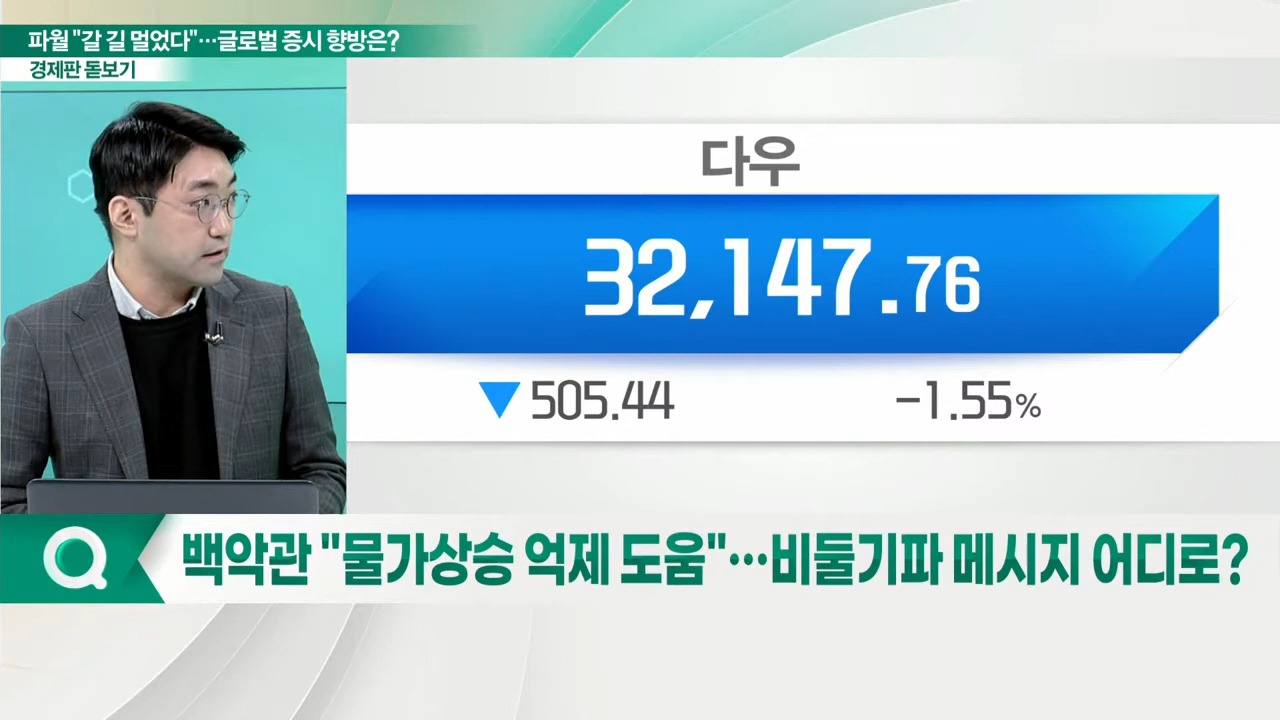 파월 "갈 길 멀었다"…글로벌 증시 향방은?
경제판 돋보기
다우
32,147.76
▼505.44 -1.55%
백악관 "물가상승 억제 도움"…비둘기파 메시지 어디로?